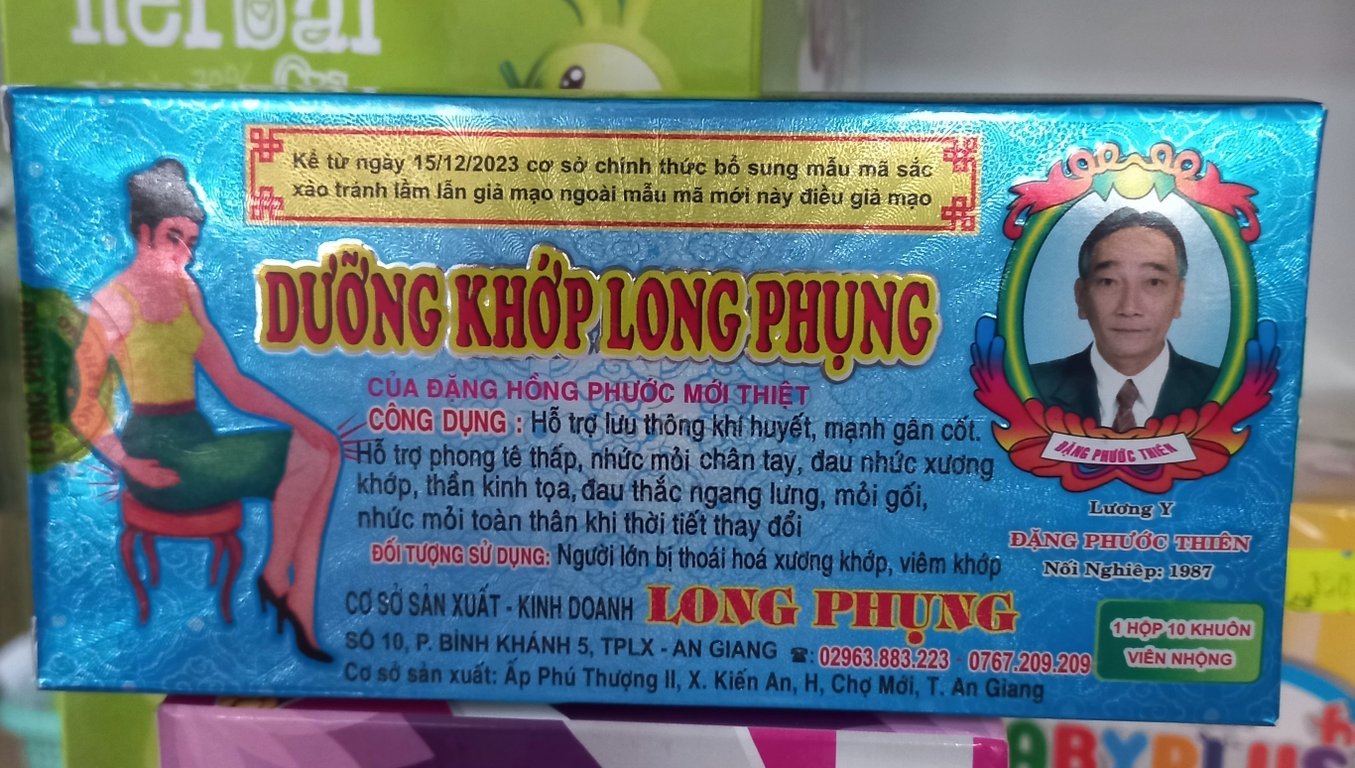 herbal
Kể từ ngày 15/12/2023 cơ sở chính thức bổ sung mẫu mã sắc
xảo tránh lầm lẫn giả mạo ngoài mẫu mã mới này điều giả mạo
DƯỠNG KHỚP LONG PHỤNG
CỦA ĐẶNG HỒNG PHƯỚC MỚI THIỆT
CÔNG DỤNG : Hỗ trợ lưu thông khí huyết, mạnh gân cốt.
Hỗ trợ phong tê thấp, nhức mỏi chân tay, đau nhức xương
khớp, thần kinh tọa, đau thắc ngang lưng, mỏi gối,
nhức mỏi toàn thân khi thời tiết thay đổi
ĐỐI TƯỢNG SỬ DỤNG: Người lớn bị thoái hoá xương khớp, viêm khớp
CƠ SỞ SẢN XUẤT - KINH DOANH LONG PHỤNG
SỐ 10, P. BÌNH KHÁNH 5, TPLX - AN GIANG ☎: 02963.883.223 - 0767.209.209
Cơ sở sản xuất: Ấp Phú Thượng II, X. Kiến An, H, Chợ Mới, T. An Giang
ĐẶNG PHƯỚC THIÊN
Lương Y
ĐẶNG PHƯỚC THIÊN
Nối Nghiêp: 1987
1 HỘP 10 KHUÔN
VIÊN NHỘNG
ABYPLUS